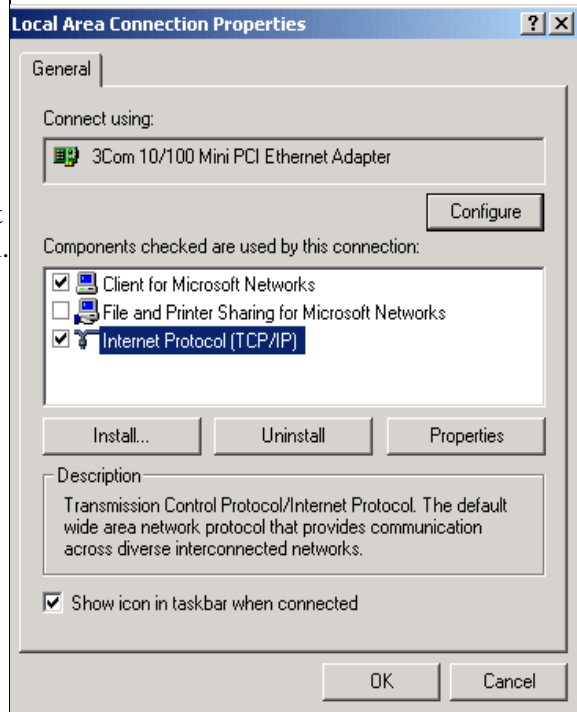 Local Area Connection Properties
? X
General
Connect using:
3Com 10/100 Mini PCI Ethernet Adapter
Configure
Components checked are used by this connection:
Client for Microsoft Networks
File and Printer Sharing for Microsoft Networks
Internet Protocol (TCP/IP)
Install... Uninstall Properties
Description
Transmission Control Protocol/Internet Protocol. The default
wide area network protocol that provides communication
across diverse interconnected networks.
Show icon in taskbar when connected
OK Cancel